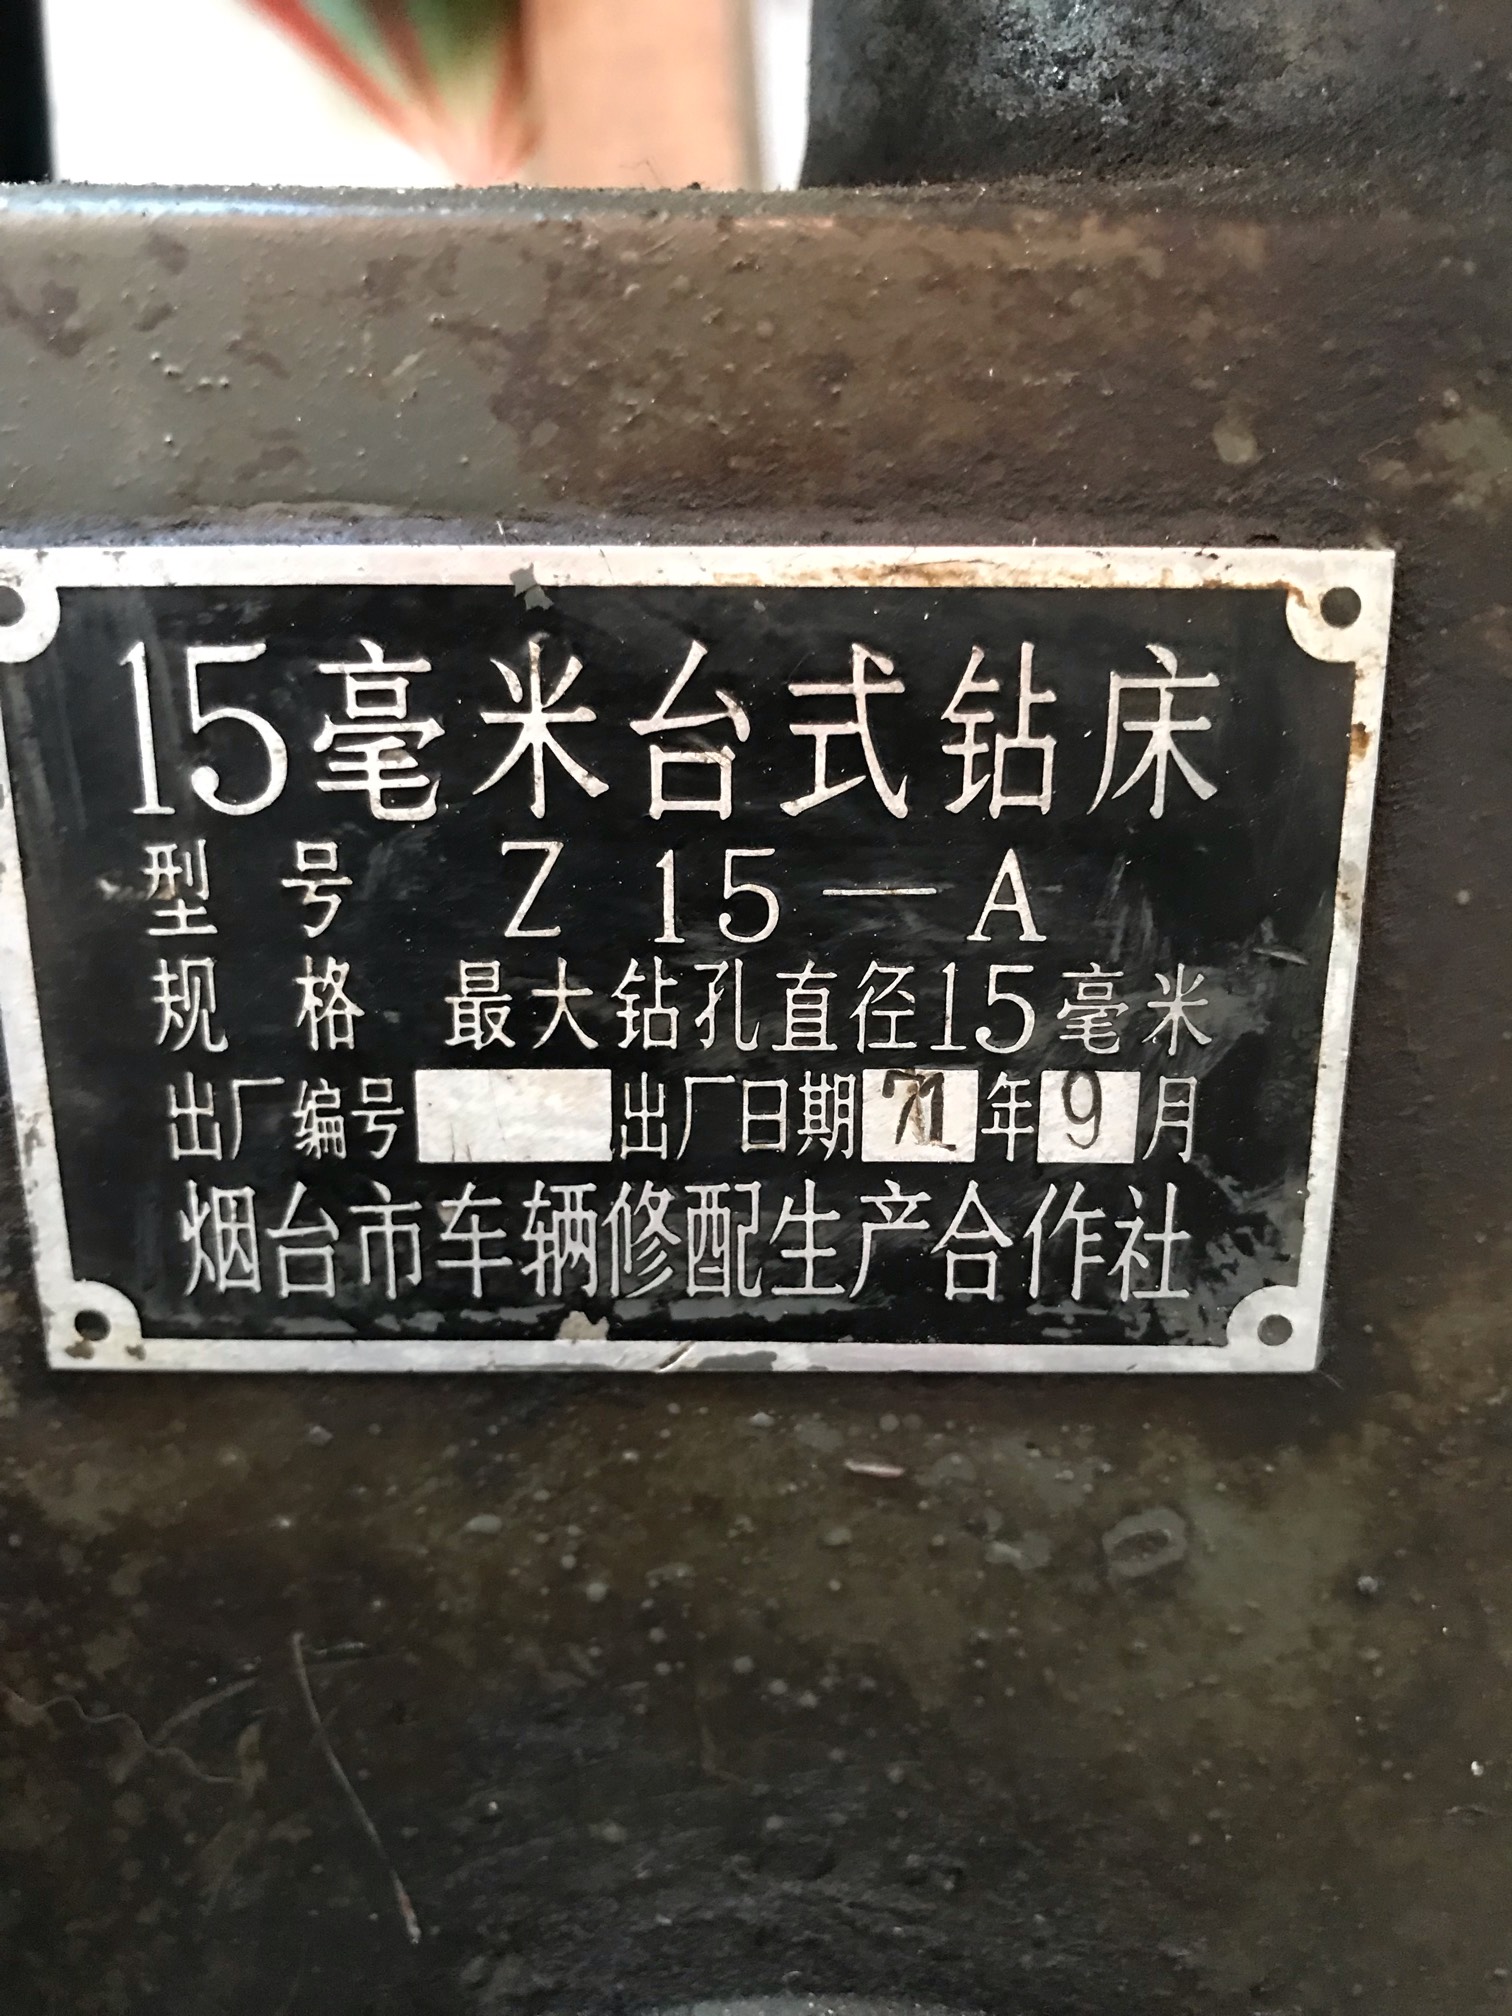 15毫米台式钻床
型号 Z15—A
规格 最大钻孔直径15毫米
出厂编号 出厂日期71年9月
烟台市车辆修配生产合作社